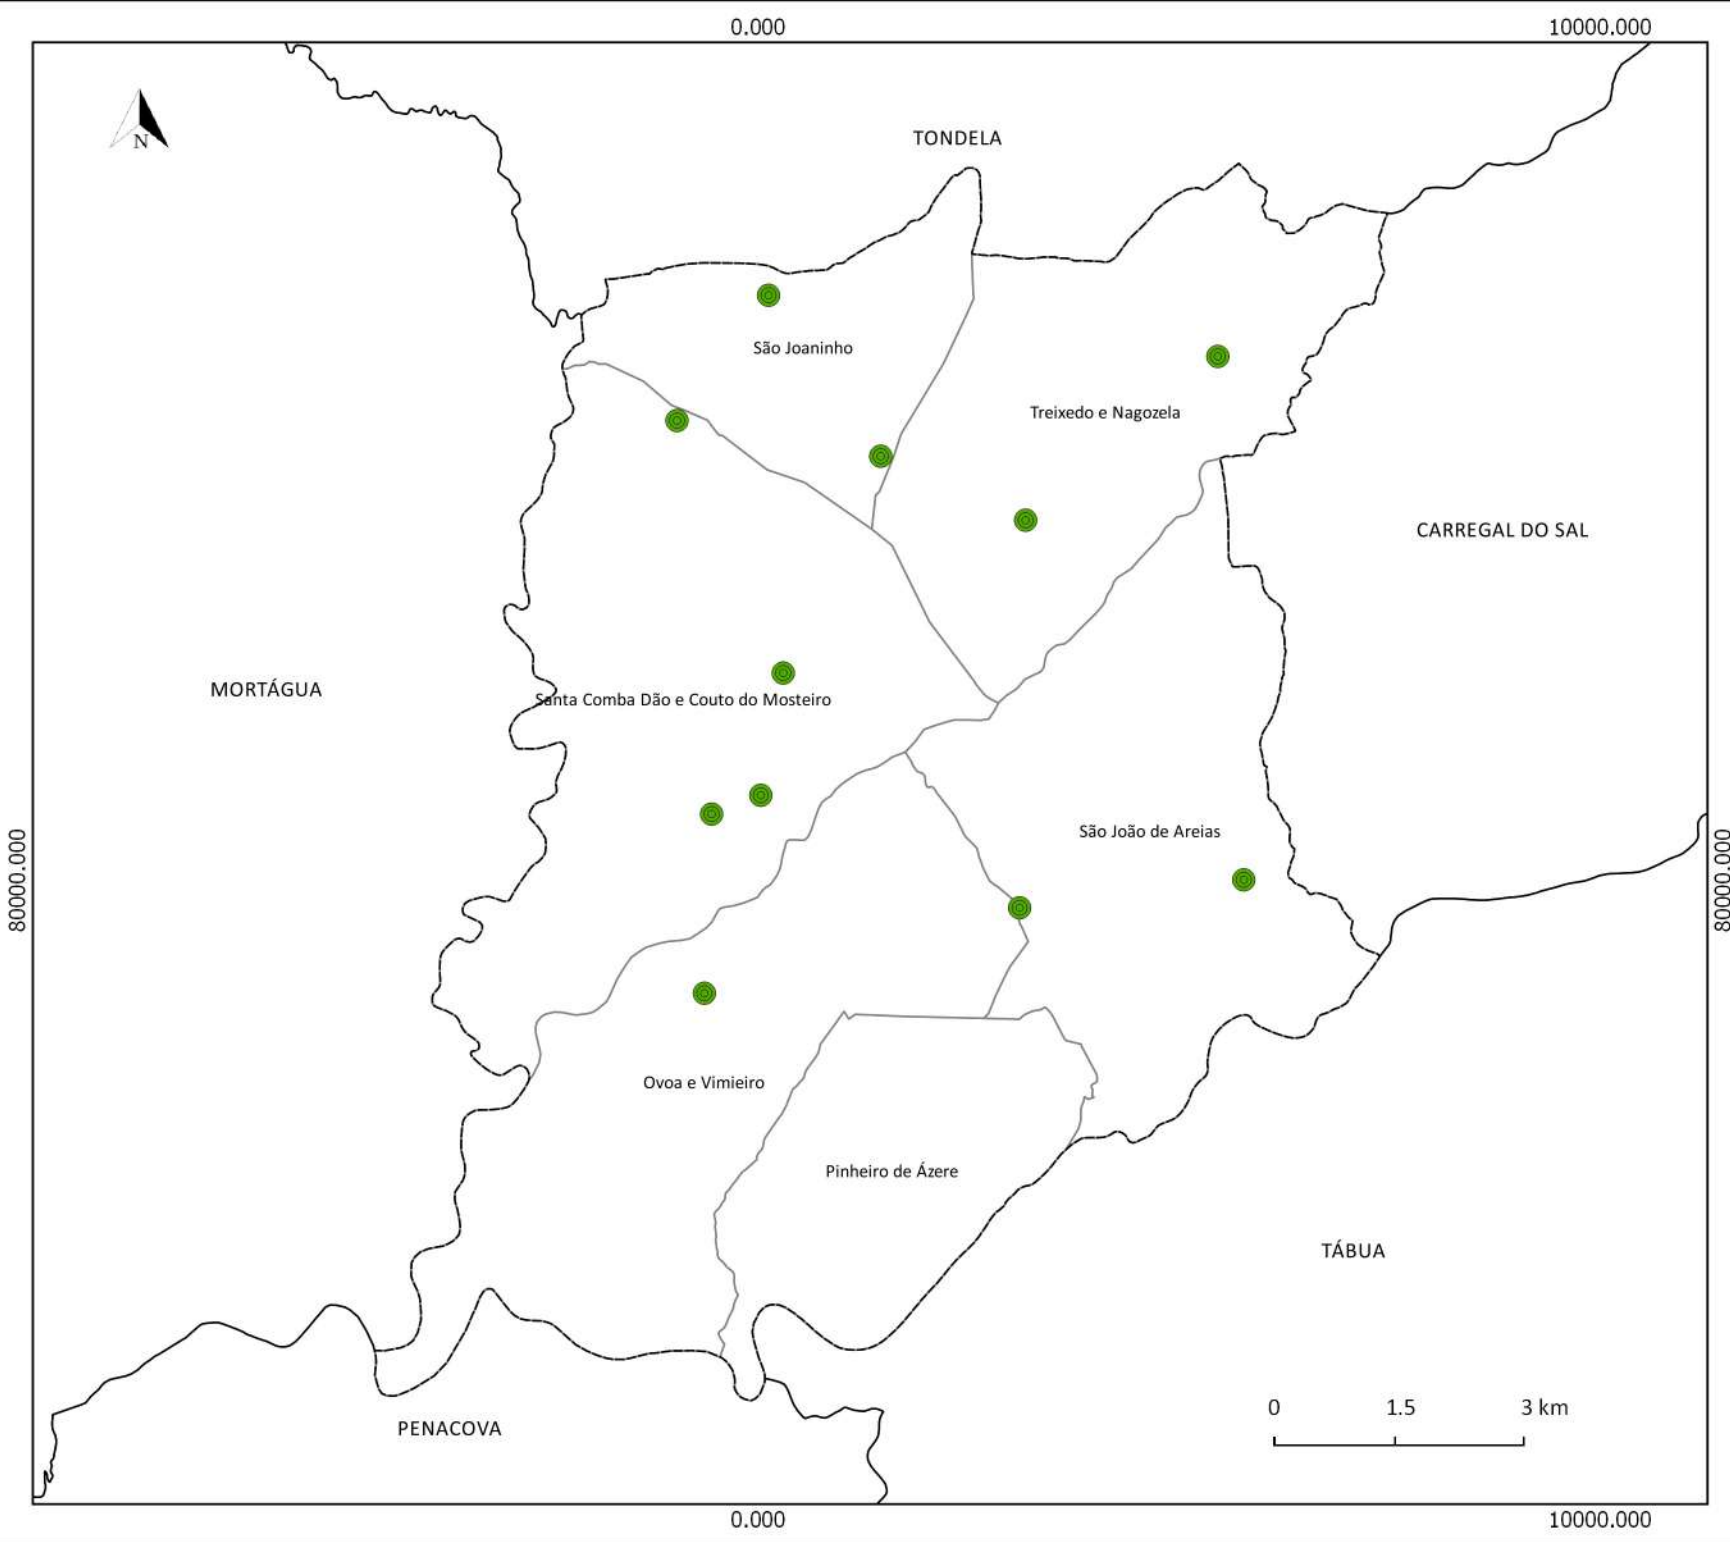 0.000
10000.000
N
TONDELA
São Joaninho
Treixedo e Nagozela
CARREGAL DO SAL
MORTÁGUA
Santa Comba Dão e Couto do Mosteiro
São João de Areias
80000.000
80000.000
Ovoa e Vimieiro
Pinheiro de Ázere
TÁBUA
0
1.5
3 km
PENACOVA
0.000
10000.000